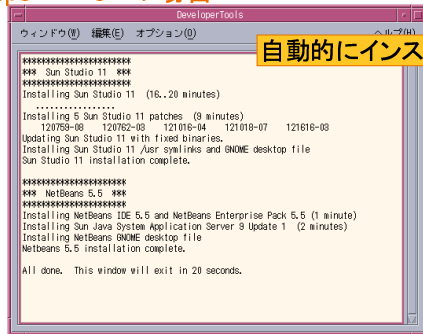 DeveloperTools
ウィンドウ(W) 編集(E) オプション(O) ヘルプ(H)
自動的にインス
*********************
*** Sun Studio 11 ***
*********************
Installing Sun Studio 11 (16..20 minutes)
................
Installing 5 Sun Studio 11 patches (9 minutes)
120759-08 120762-03 121016-04 121018-07 121616-03
Updating Sun Studio 11 with fixed binaries.
Installing Sun Studio 11 /usr symlinks and GNOME desktop file
Sun Studio 11 installation complete.
********************
*** NetBeans 5.5 ***
********************
Installing NetBeans IDE 5.5 and NetBeans Enterprise Pack 5.5 (1 minute)
Installing Sun Java System Application Server 9 Update 1 (2 minutes)
Installing NetBeans GNOME desktop file
Netbeans 5.5 installation complete.
All done. This window will exit in 20 seconds.